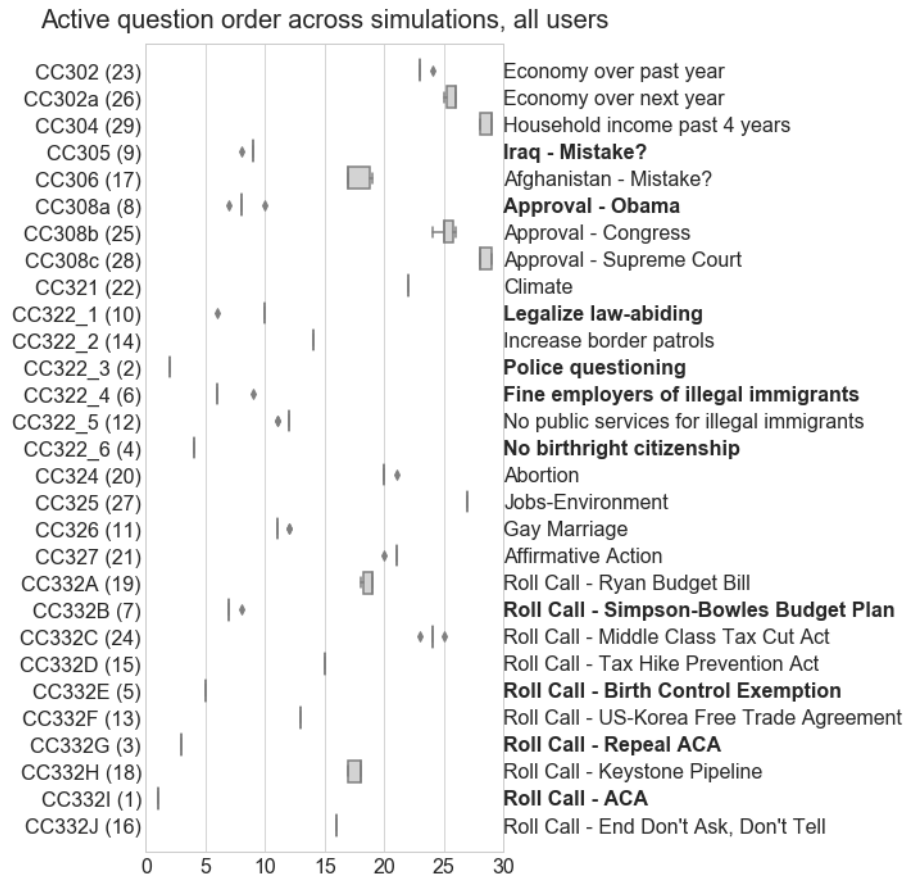 Active question order across simulations, all users
CC302 (23) Economy over past year
CC302a (26) Economy over next year
CC304 (29) Household income past 4 years
CC305 (9) Iraq - Mistake?
CC306 (17) Afghanistan - Mistake?
CC308a (8) Approval - Obama
CC308b (25) Approval - Congress
CC308c (28) Approval - Supreme Court
CC321 (22) Climate
CC322_1 (10) Legalize law-abiding
CC322_2 (14) Increase border patrols
CC322_3 (2) Police questioning
CC322_4 (6) Fine employers of illegal immigrants
CC322_5 (12) No public services for illegal immigrants
CC322_6 (4) No birthright citizenship
CC324 (20) Abortion
CC325 (27) Jobs-Environment
CC326 (11) Gay Marriage
CC327 (21) Affirmative Action
CC332A (19) Roll Call - Ryan Budget Bill
CC332B (7) Roll Call - Simpson-Bowles Budget Plan
CC332C (24) Roll Call - Middle Class Tax Cut Act
CC332D (15) Roll Call - Tax Hike Prevention Act
CC332E (5) Roll Call - Birth Control Exemption
CC332F (13) Roll Call - US-Korea Free Trade Agreement
CC332G (3) Roll Call - Repeal ACA
CC332H (18) Roll Call - Keystone Pipeline
CC332I (1) Roll Call - ACA
CC332J (16) Roll Call - End Don't Ask, Don't Tell
0 5 10 15 20 25 30